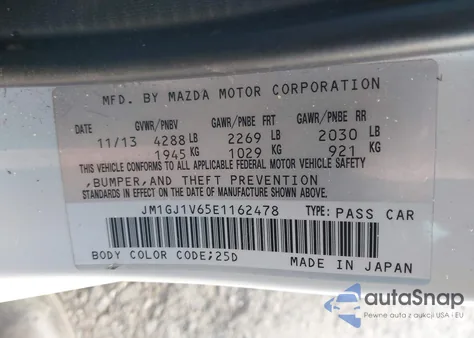 MFD. BY MAZDA MOTOR CORPORATION
GVWR/PNBV GAWR/PNBE FRT GAWR/PNBE RR
11/13 4288 LB 2269 LB 2030 LB
1945 KG 1029 KG 921 KG
THIS VEHICLE CONFORMS TO ALL APPLICABLE FEDERAL MOTOR VEHICLE SAFETY
,BUMPER,AND THEFT PREVENTION
STANDARDS IN EFFECT ON THE DATE OF MANUFACTURE SHOWN ABOVE.
JM1GJ1V65E1162478 TYPE: PASS CAR
BODY COLOR CODE;25D
MADE IN JAPAN
autoSnap
Pewne auta z aukcji USA i EU